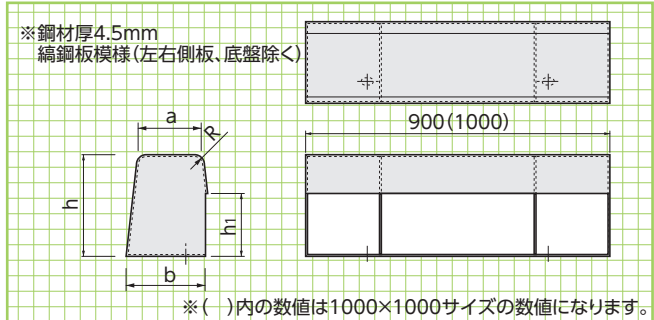 ※鋼材厚4.5mm
縞鋼板模様(左右側板、底盤除く)
900(1000)
a
R
h
h1
b
※(　)内の数値は1000×1000サイズの数値になります。